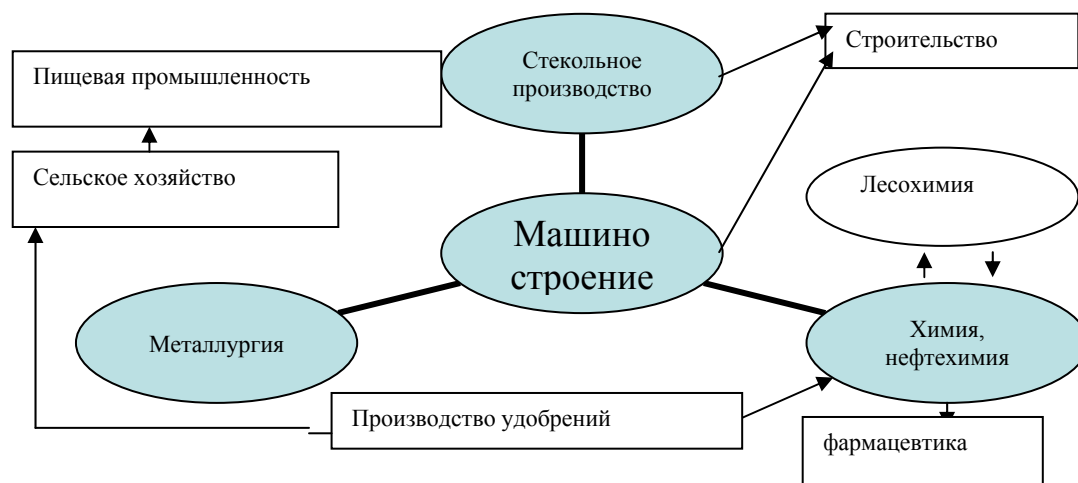 Стекольное
производство
Строительство
Пищевая промышленность
Сельское хозяйство
Лесохимия
Машино
строение
Металлургия
Химия,
нефтехимия
Производство удобрений
фармацевтика